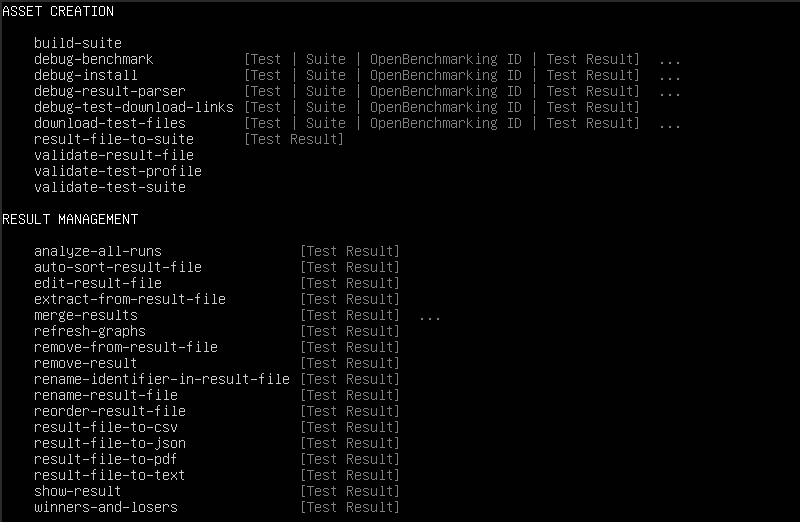 ASSET CREATION
build-suite
debug-benchmark [Test | Suite | OpenBenchmarking ID | Test Result] ...
debug-install [Test | Suite | OpenBenchmarking ID | Test Result] ...
debug-result-parser [Test | Suite | OpenBenchmarking ID | Test Result] ...
debug-test-download-links [Test | Suite | OpenBenchmarking ID | Test Result]
download-test-files [Test | Suite | OpenBenchmarking ID | Test Result] ...
result-file-to-suite [Test Result]
validate-result-file
validate-test-profile
validate-test-suite
RESULT MANAGEMENT
analyze-all-runs [Test Result]
auto-sort-result-file [Test Result]
edit-result-file [Test Result]
extract-from-result-file [Test Result]
merge-results [Test Result] ...
refresh-graphs [Test Result]
remove-from-result-file [Test Result]
remove-result [Test Result]
rename-identifier-in-result-file [Test Result]
rename-result-file [Test Result]
reorder-result-file [Test Result]
result-file-to-csv [Test Result]
result-file-to-json [Test Result]
result-file-to-pdf [Test Result]
result-file-to-text [Test Result]
show-result [Test Result]
winners-and-losers [Test Result]